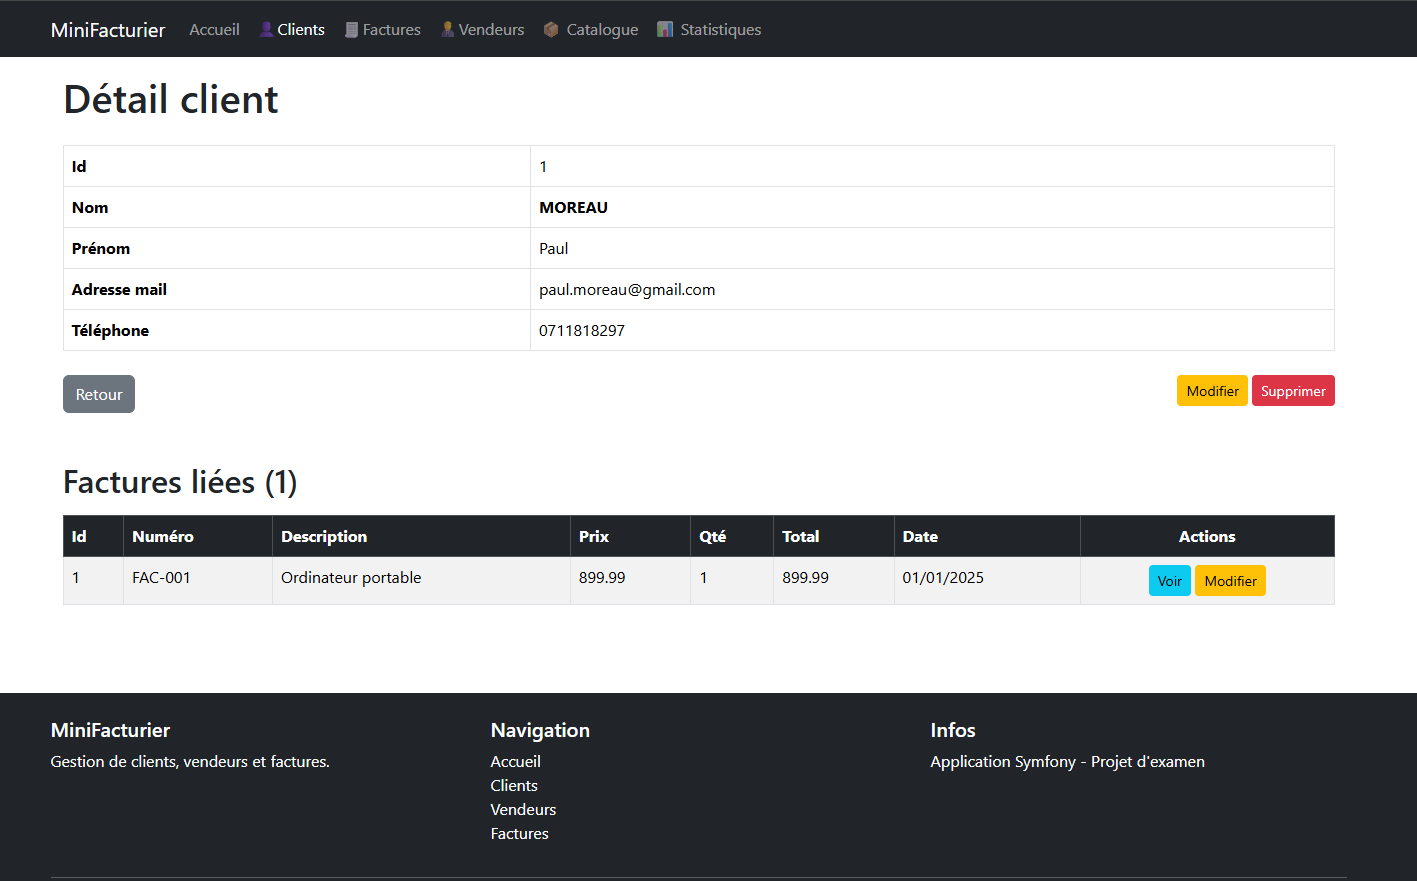 MiniFacturier Accueil Clients Factures Vendeurs Catalogue Statistiques
Détail client
Id 1
Nom MOREAU
Prénom Paul
Adresse mail paul.moreau@gmail.com
Téléphone 0711818297
Retour Modifier Supprimer
Factures liées (1)
Id Numéro Description Prix Qté Total Date Actions
1 FAC-001 Ordinateur portable 899.99 1 899.99 01/01/2025 Voir Modifier
MiniFacturier Navigation Infos
Gestion de clients, vendeurs et factures. Accueil Application Symfony - Projet d'examen
Clients
Vendeurs
Factures